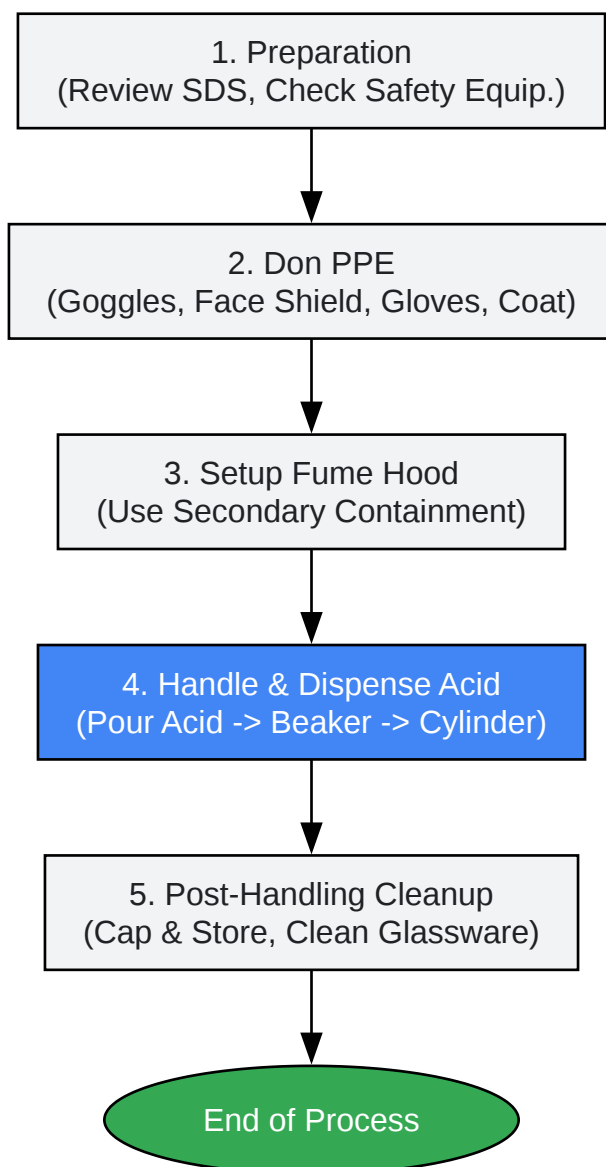 1. Preparation
(Review SDS, Check Safety Equip.)
2. Don PPE
(Goggles, Face Shield, Gloves, Coat)
3. Setup Fume Hood
(Use Secondary Containment)
4. Handle & Dispense Acid
(Pour Acid -> Beaker -> Cylinder)
5. Post-Handling Cleanup
(Cap & Store, Clean Glassware)
End of Process